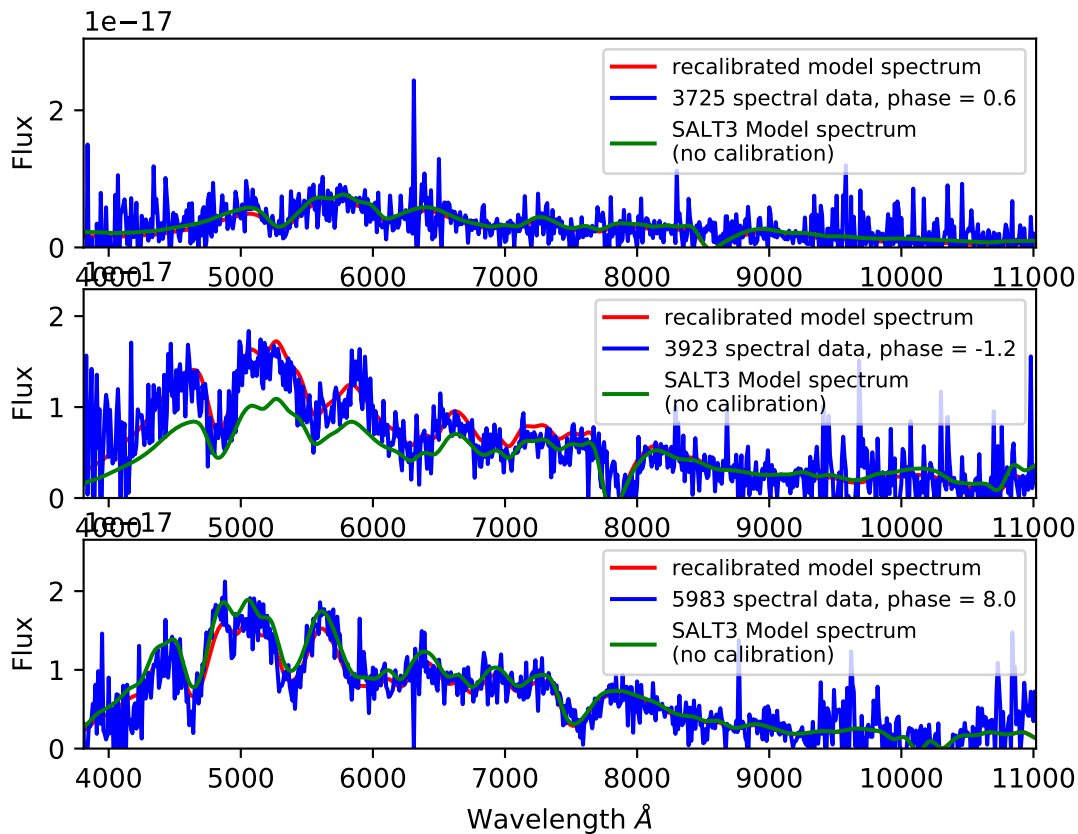 1e−17
Flux
2
0
recalibrated model spectrum
3725 spectral data, phase = 0.6
SALT3 Model spectrum
(no calibration)
4000 5000 6000 7000 8000 9000 10000 11000
1e−17
Flux
2
1
0
recalibrated model spectrum
3923 spectral data, phase = -1.2
SALT3 Model spectrum
(no calibration)
4000 5000 6000 7000 8000 9000 10000 11000
1e−17
Flux
2
1
0
recalibrated model spectrum
5983 spectral data, phase = 8.0
SALT3 Model spectrum
(no calibration)
4000 5000 6000 7000 8000 9000 10000 11000
Wavelength Å